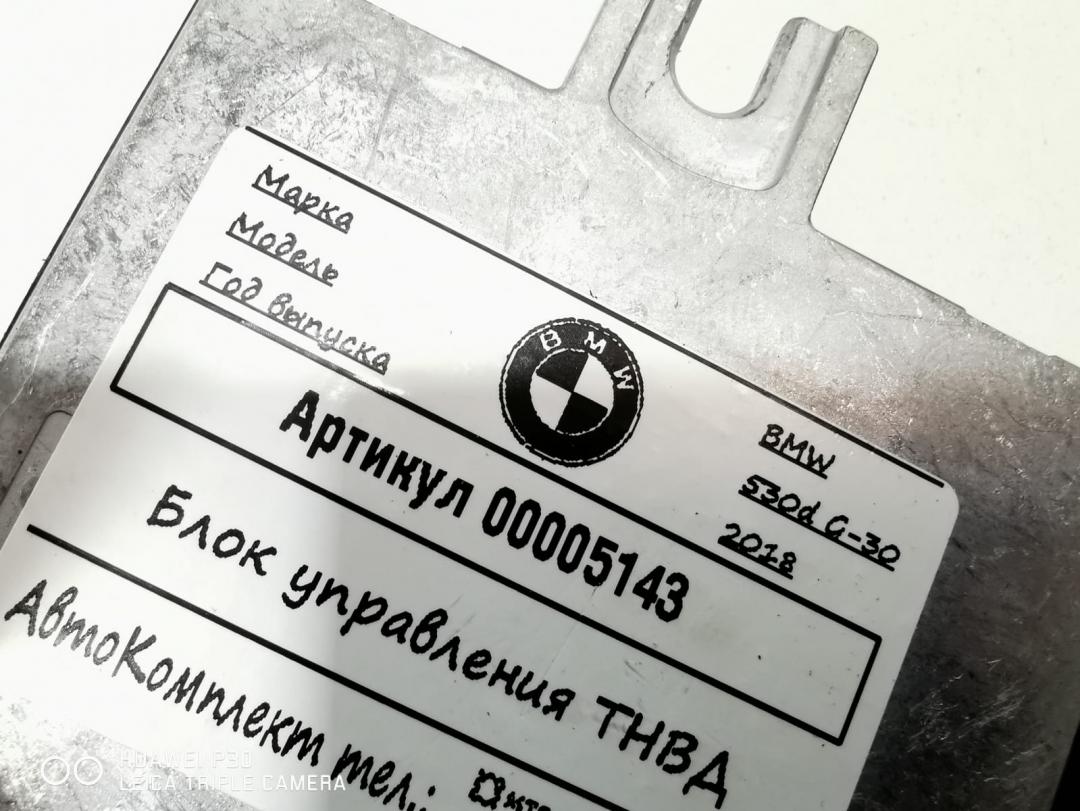 Марка
BMW
Модель
530d G-30
Год выпуска
2018
BMW
Артикул 00005143
Блок управления ТНВД
АвтоКомплект тел.:
HUAWEI P30
LEICA TRIPLE CAMERA